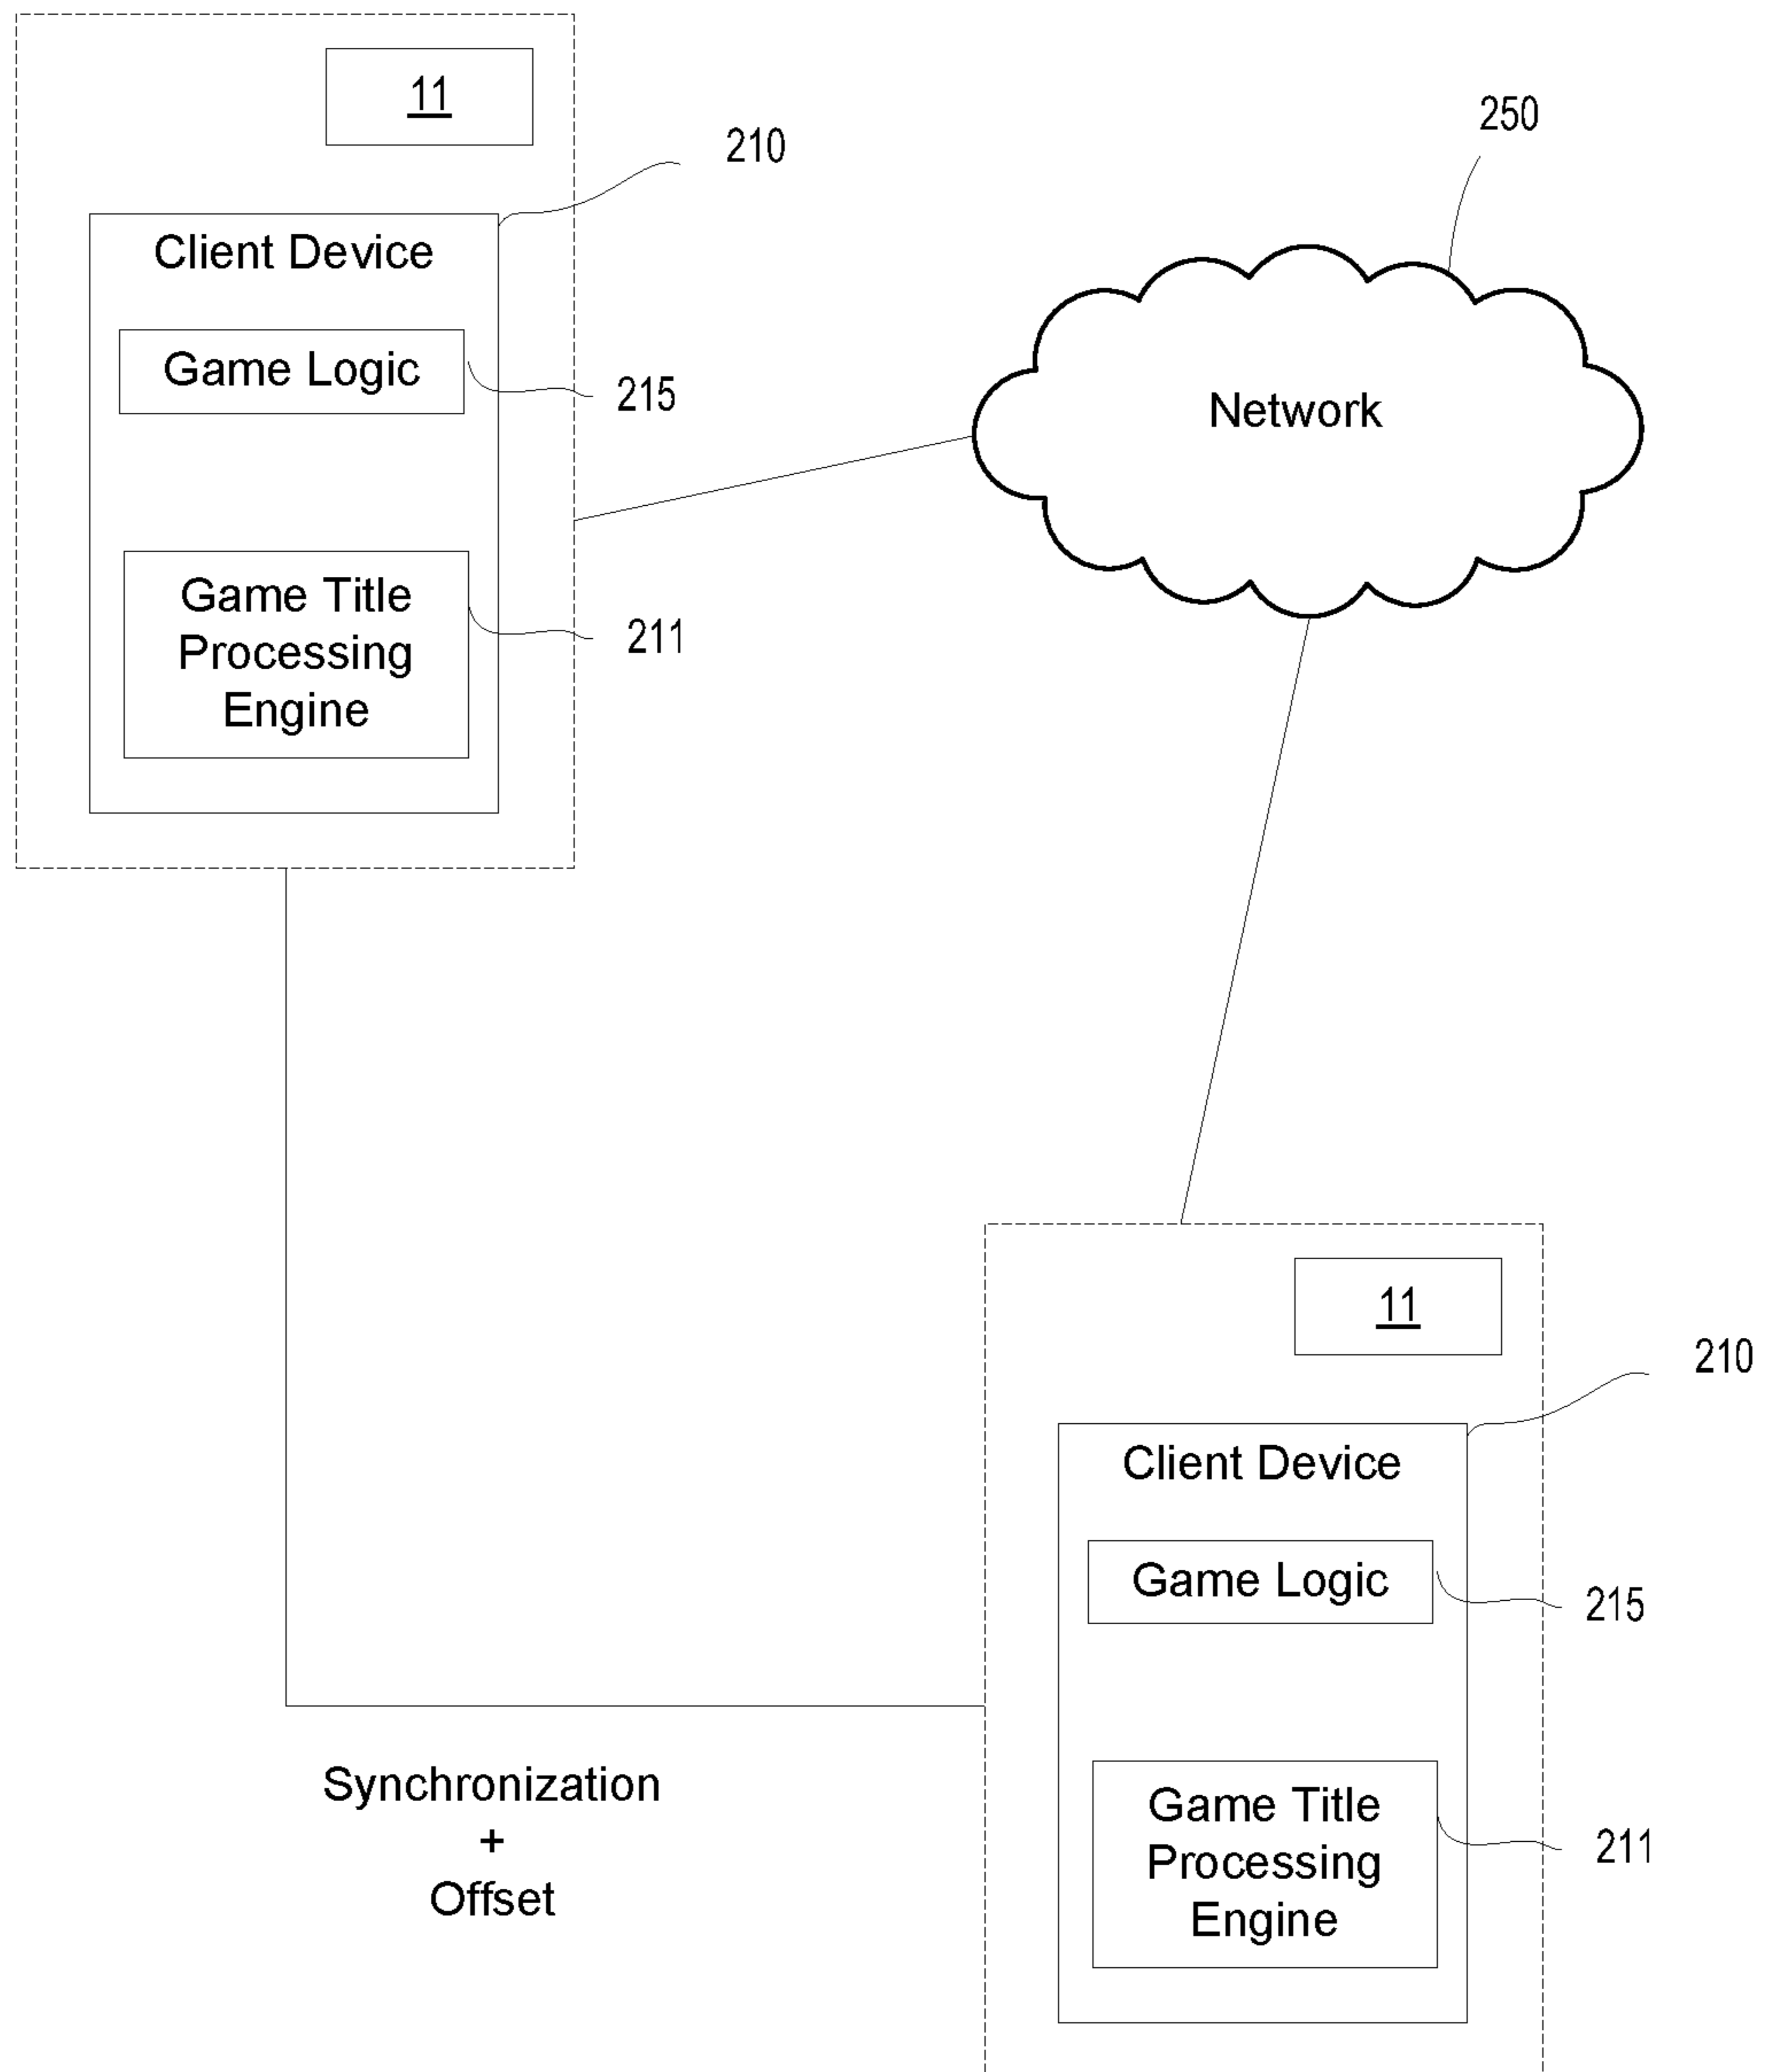 11
210
250
Client Device
Game Logic
215
Network
Game Title
Processing
Engine
211
11
210
Client Device
Game Logic
215
Synchronization
+
Offset
Game Title
Processing
Engine
211